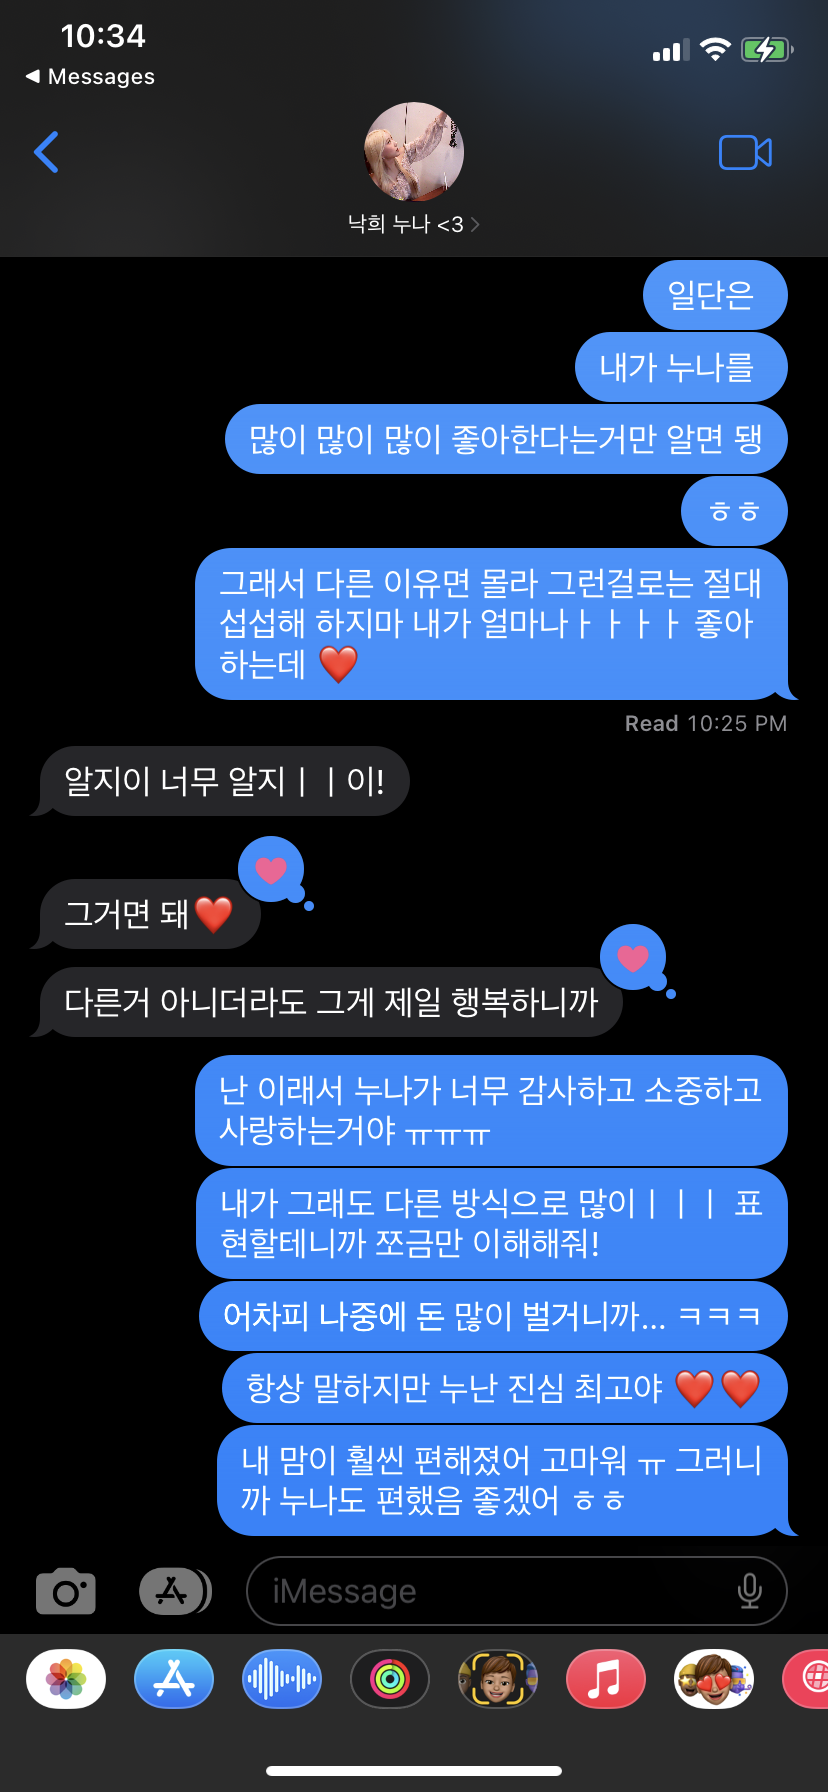 10:34
Messages
낙희 누나 <3
일단은
내가 누나를
많이 많이 많이 좋아한다는거만 알면 됑
ㅎㅎ
그래서 다른 이유면 몰라 그런걸로는 절대
섭섭해 하지마 내가 얼마나ㅏㅏㅏㅏ 좋아
하는데 ❤️
Read 10:25 PM
알지이 너무 알지ㅣㅣ이!
그거면 돼❤️
다른거 아니더라도 그게 제일 행복하니까
난 이래서 누나가 너무 감사하고 소중하고
사랑하는거야 ㅠㅠㅠ
내가 그래도 다른 방식으로 많이ㅣㅣㅣ 표
현할테니까 쪼금만 이해해줘!
어차피 나중에 돈 많이 벌거니까... ㅋㅋㅋ
항상 말하지만 누난 진심 최고야 ❤️❤️
내 맘이 훨씬 편해졌어 고마워 ㅠ 그러니
까 누나도 편했음 좋겠어 ㅎㅎ
iMessage